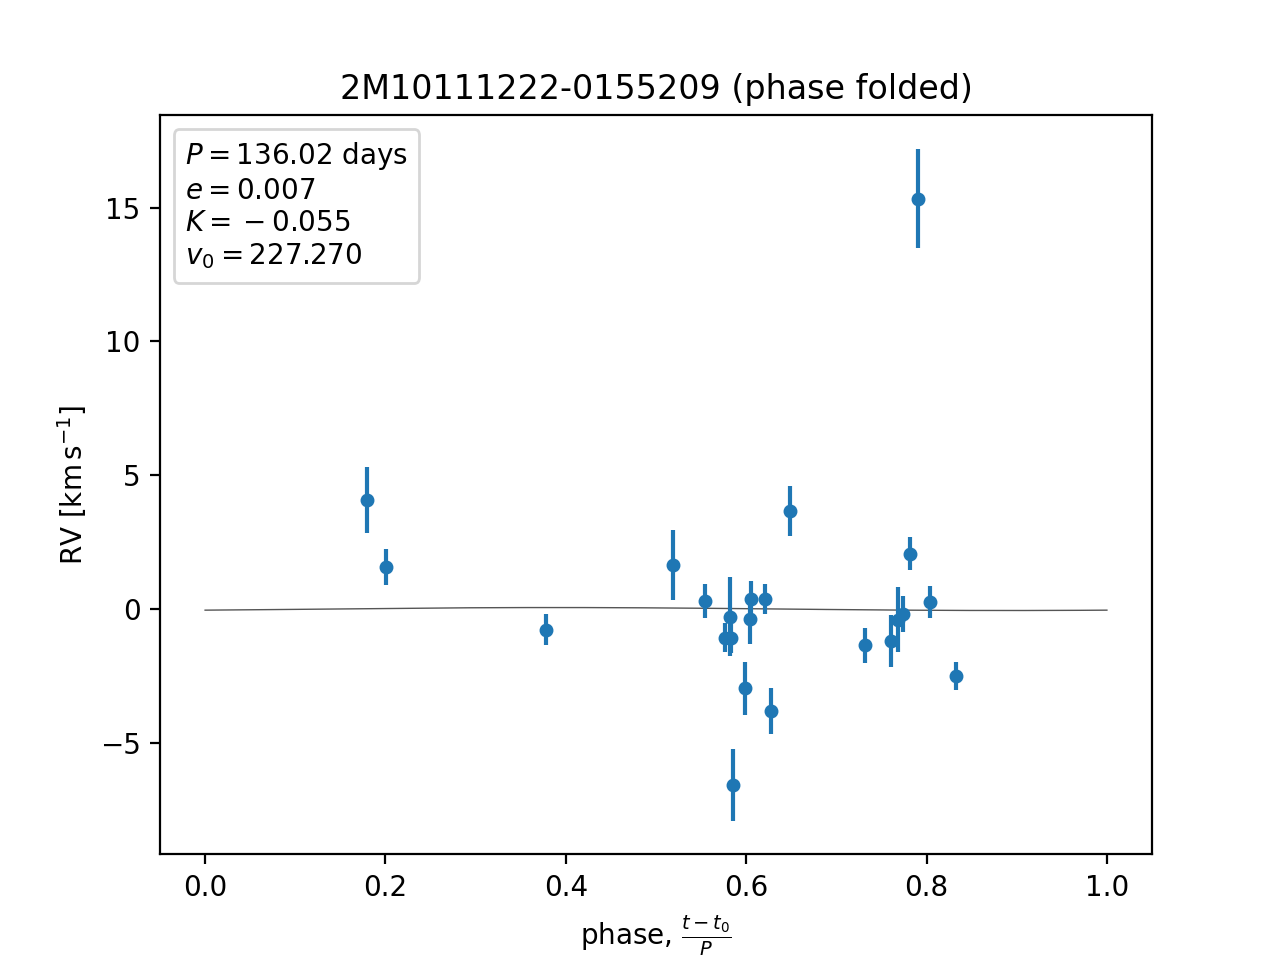 2M10111222-0155209 (phase folded)
P = 136.02 days
e = 0.007
K = −0.055
v₀ = 227.270
15
10
5
0
−5
RV [km s⁻¹]
0.0 0.2 0.4 0.6 0.8 1.0
phase, (t − t₀)/P